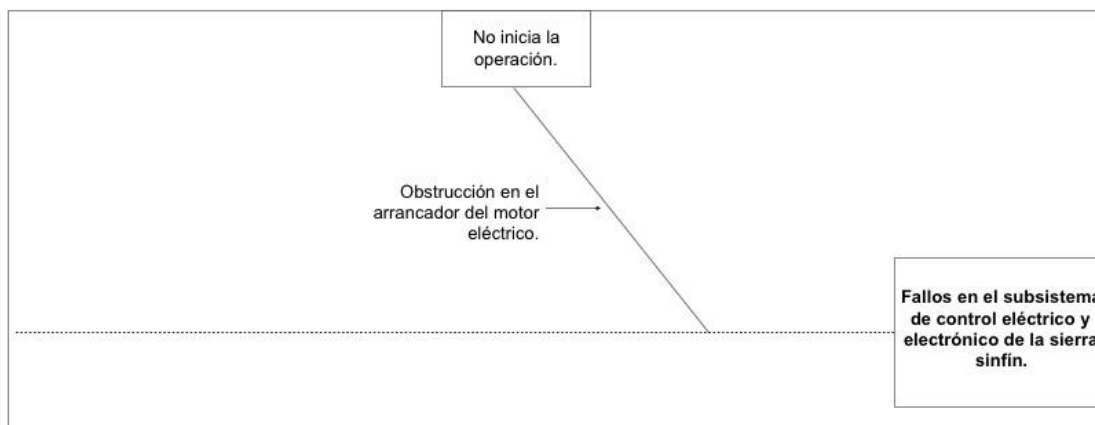 No inicia la
operación.
Obstrucción en el
arrancador del motor
eléctrico.
Fallos en el subsistema
de control eléctrico y
electrónico de la sierra
sinfín.